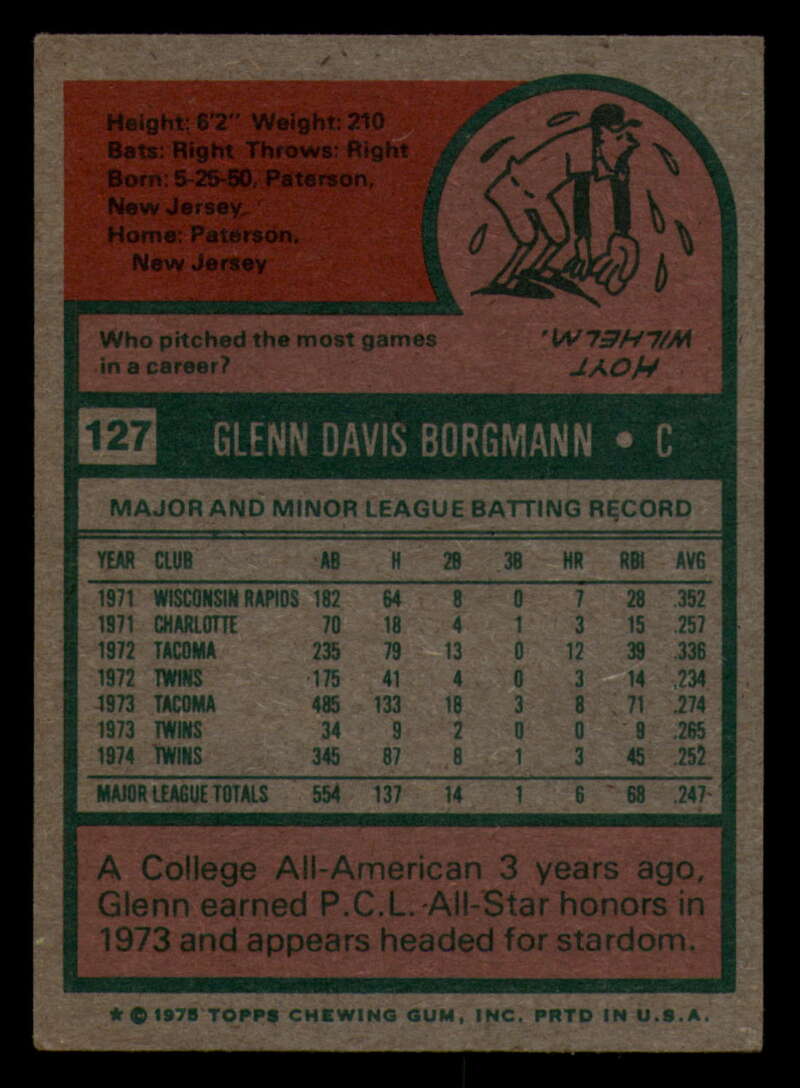 Height: 6'2" Weight: 210
Bats: Right Throws: Right
Born: 5-25-50, Paterson,
New Jersey
Home: Paterson,
New Jersey
Who pitched the most games
in a career?
HOYT
WILHELM.
127 GLENN DAVIS BORGMANN • C
MAJOR AND MINOR LEAGUE BATTING RECORD
YEAR CLUB AB H 2B 3B HR RBI AVG
1971 WISCONSIN RAPIDS 182 64 8 0 7 28 .352
1971 CHARLOTTE 70 18 4 1 3 15 .257
1972 TACOMA 235 79 13 0 12 39 .336
1972 TWINS 175 41 4 0 3 14 .234
1973 TACOMA 485 133 18 3 8 71 .274
1973 TWINS 34 9 2 0 0 9 .265
1974 TWINS 345 87 8 1 3 45 .252
MAJOR LEAGUE TOTALS 554 137 14 1 6 68 .247
A College All-American 3 years ago,
Glenn earned P.C.L. All-Star honors in
1973 and appears headed for stardom.
* © 1975 TOPPS CHEWING GUM, INC. PRTD IN U.S.A.